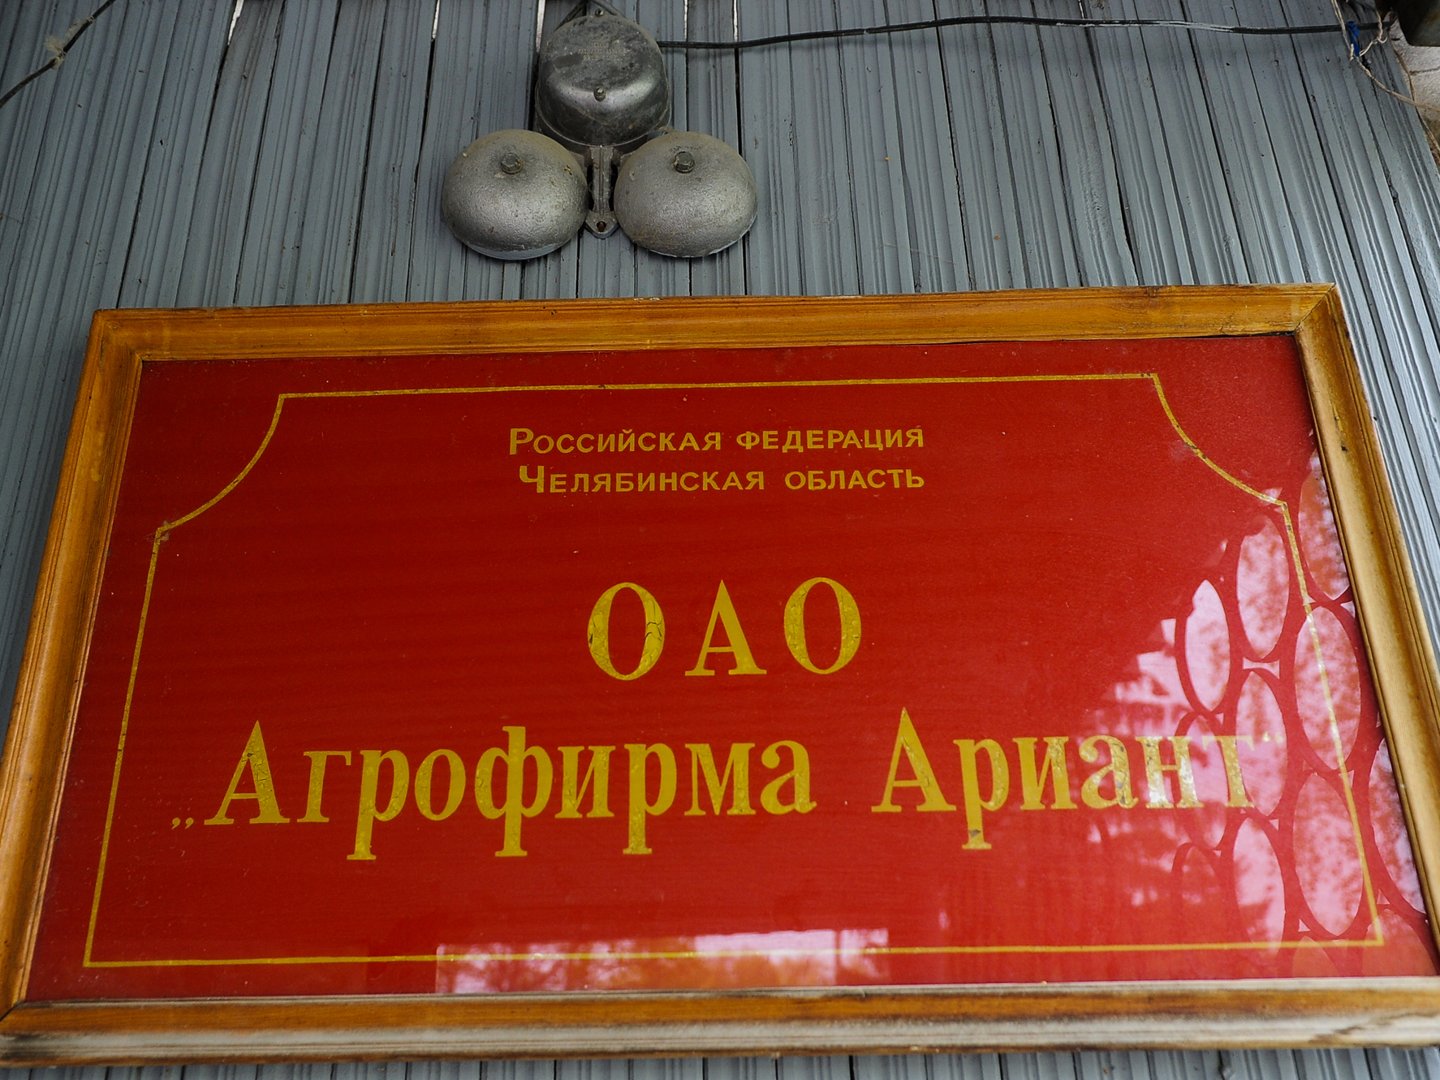 Российская федерация
Челябинская область
ОАО
„Агрофирма Ариант"